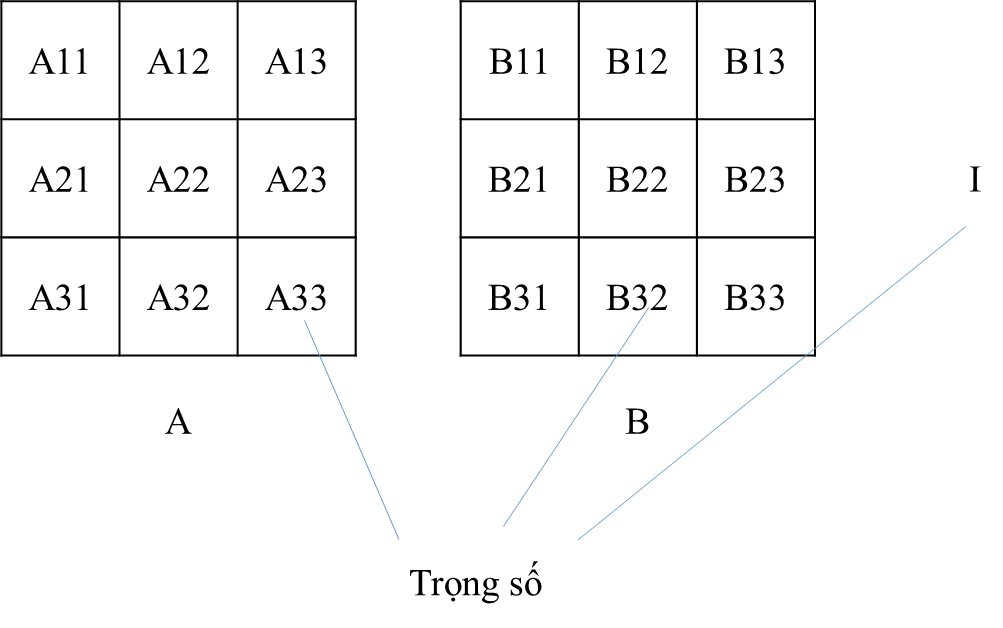 A11 A12 A13 B11 B12 B13
A21 A22 A23 B21 B22 B23 I
A31 A32 A33 B31 B32 B33
A B
Trọng số